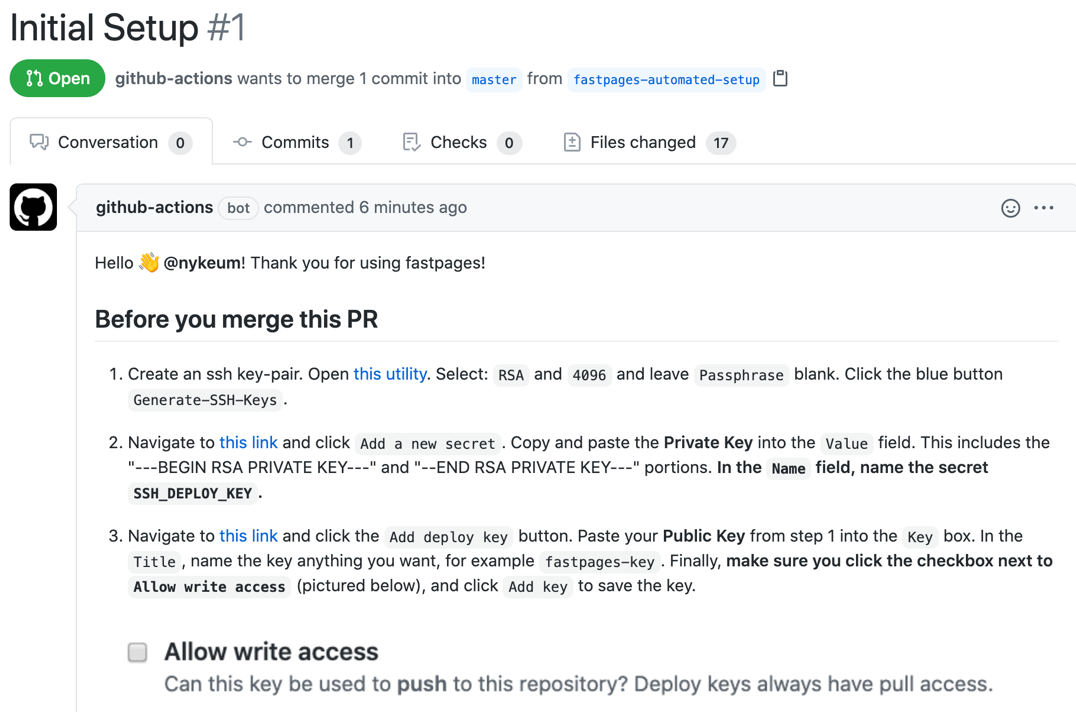 Initial Setup #1
Open github-actions wants to merge 1 commit into master from fastpages-automated-setup
Conversation 0 Commits 1 Checks 0 Files changed 17
github-actions bot commented 6 minutes ago
Hello 👋 @nykeum! Thank you for using fastpages!
Before you merge this PR
1. Create an ssh key-pair. Open this utility. Select: RSA and 4096 and leave Passphrase blank. Click the blue button
Generate-SSH-Keys .
2. Navigate to this link and click Add a new secret . Copy and paste the Private Key into the Value field. This includes the
"---BEGIN RSA PRIVATE KEY---" and "--END RSA PRIVATE KEY---" portions. In the Name field, name the secret
SSH_DEPLOY_KEY .
3. Navigate to this link and click the Add deploy key button. Paste your Public Key from step 1 into the Key box. In the
Title , name the key anything you want, for example fastpages-key . Finally, make sure you click the checkbox next to
Allow write access (pictured below), and click Add key to save the key.
Allow write access
Can this key be used to push to this repository? Deploy keys always have pull access.